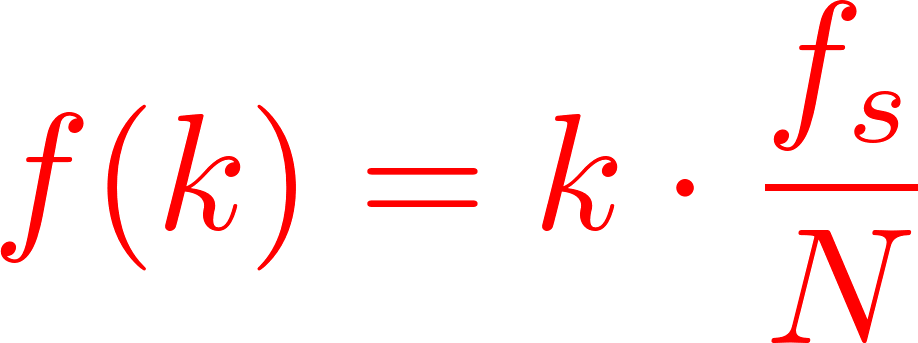 f(k) = k · f_s / N